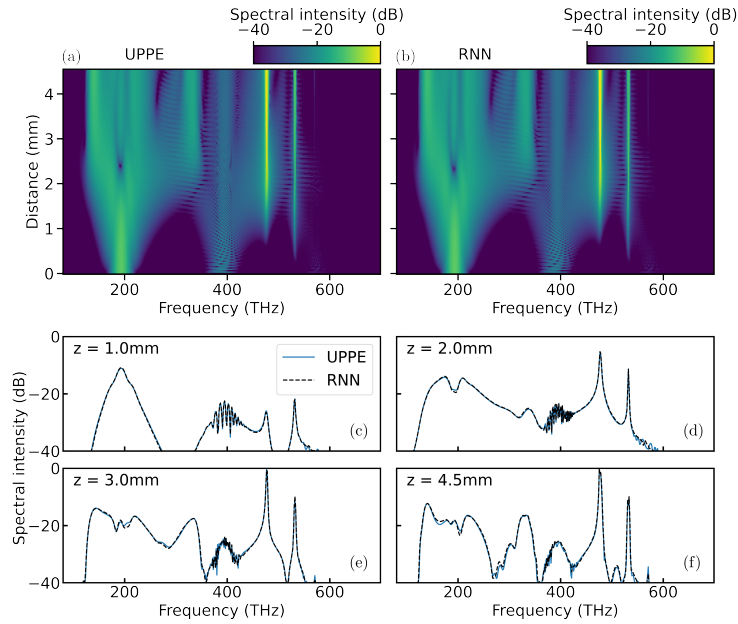 Spectral intensity (dB) Spectral intensity (dB)
−40 −20 0 −40 −20 0
(a) UPPE (b) RNN
4
3
2
1
0
Distance (mm)
200 400 600 200 400 600
Frequency (THz) Frequency (THz)
0
−20
−40
z = 1.0mm
UPPE
RNN
(c)
z = 2.0mm
(d)
Spectral intensity (dB)
0
−20
−40
z = 3.0mm
(e)
z = 4.5mm
(f)
200 400 600 200 400 600
Frequency (THz) Frequency (THz)